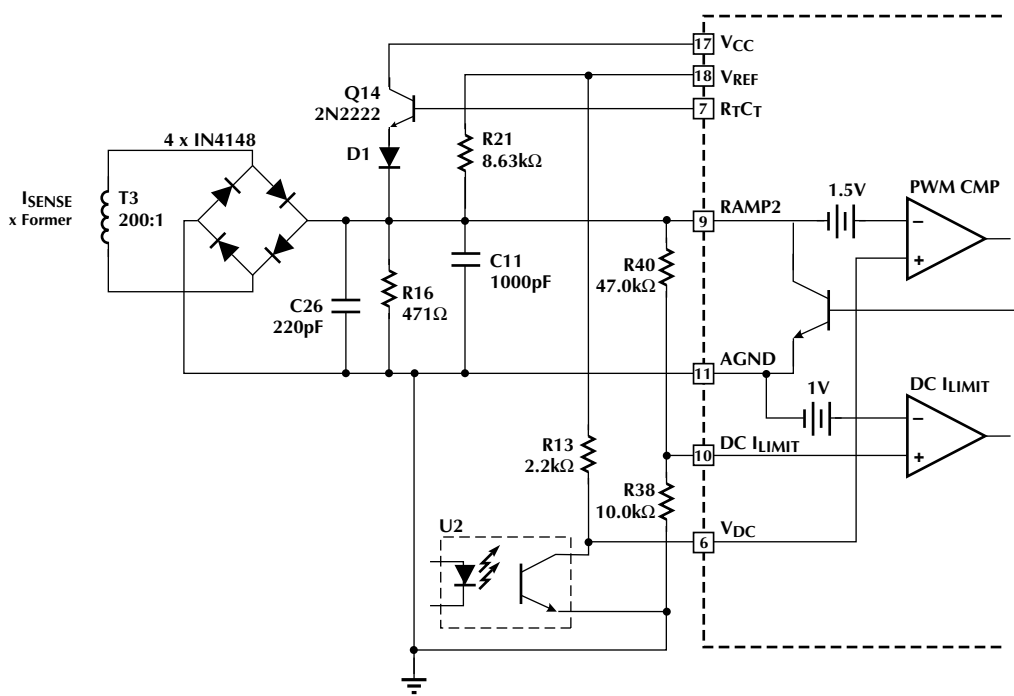 17
VCC
18
VREF
Q14
2N2222
7
RTCT
4 x IN4148
R21
8.63kΩ
D1
ISENSE
x Former
T3
200:1
1.5V
PWM CMP
RAMP2
9
–
+
C11
1000pF
R40
47.0kΩ
C26
220pF
R16
471Ω
AGND
11
1V
DC ILIMIT
–
+
R13
2.2kΩ
DC ILIMIT
10
R38
10.0kΩ
U2
VDC
6